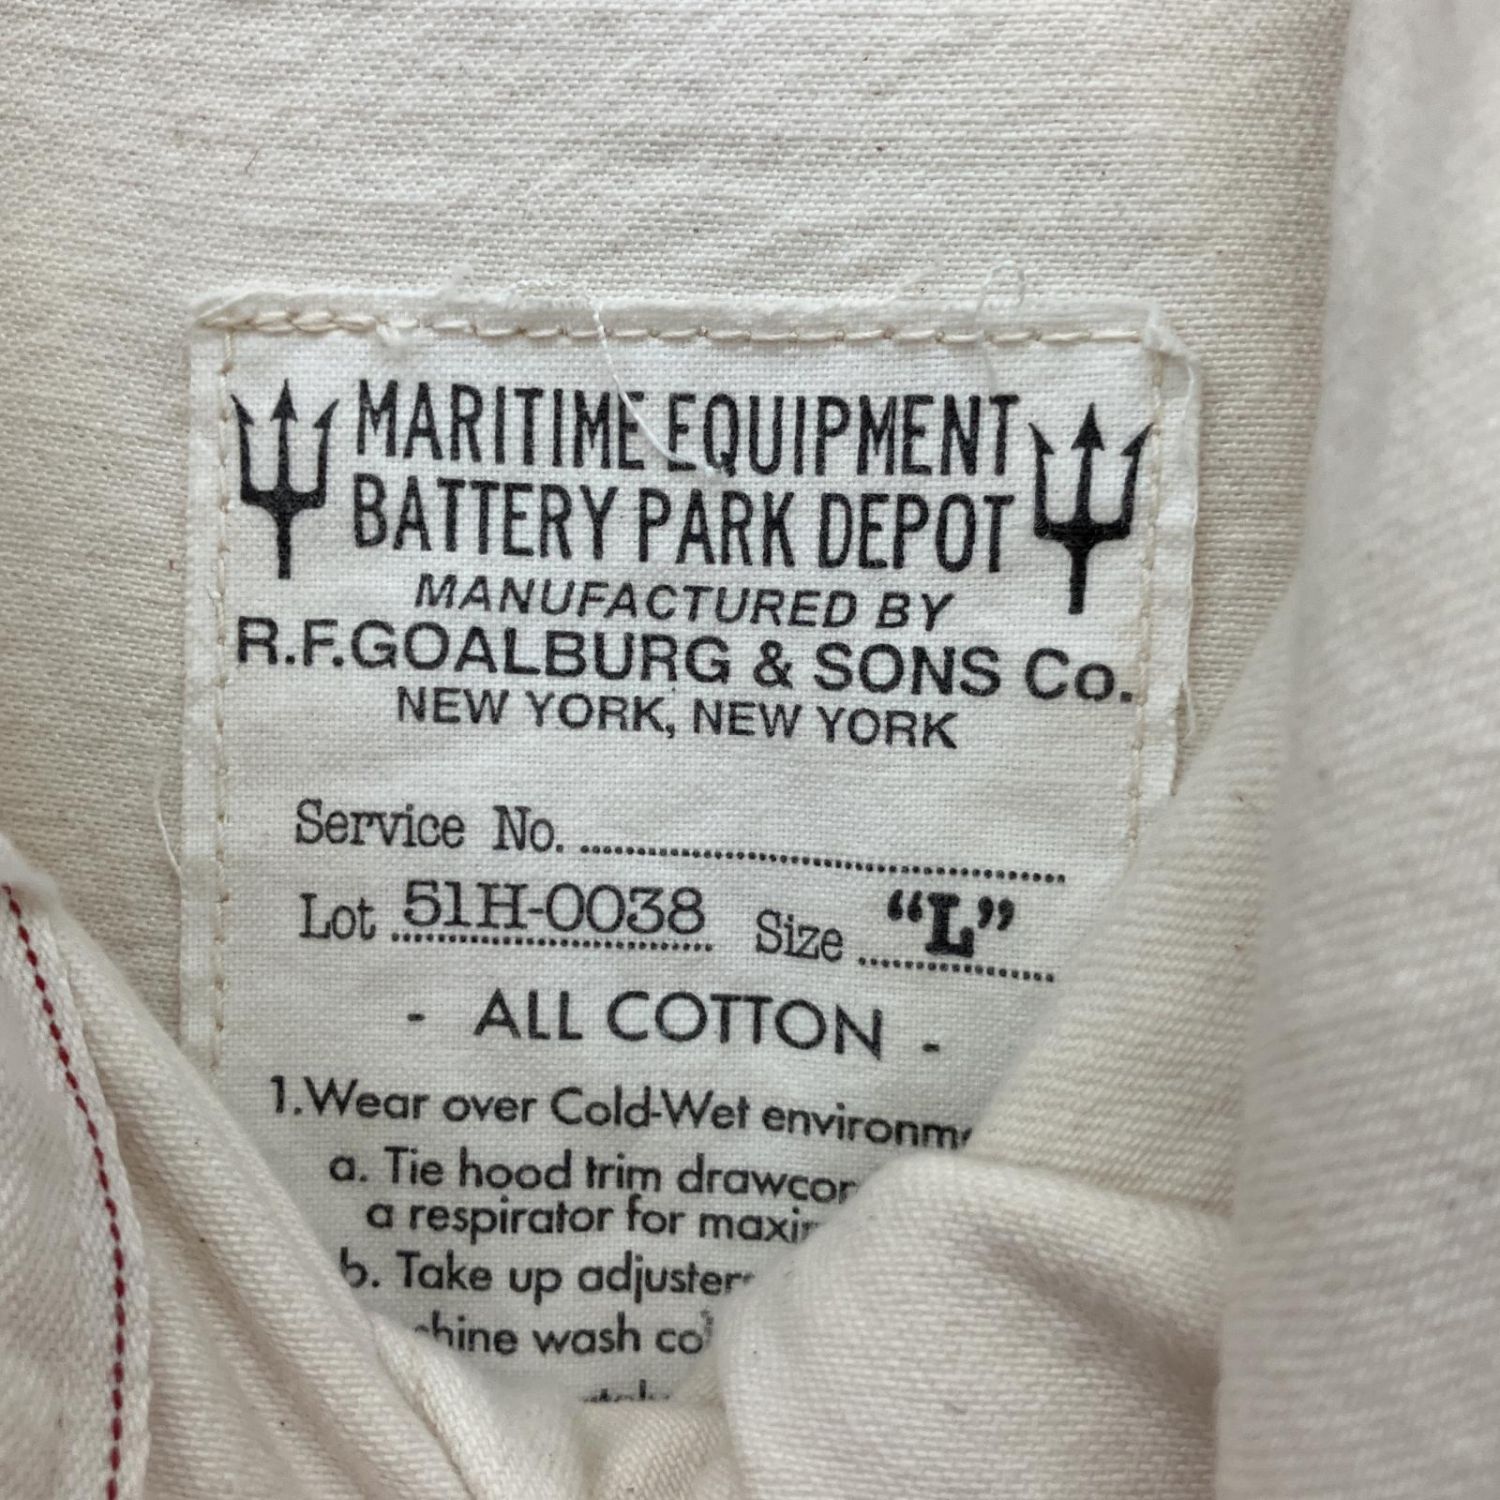 MARITIME EQUIPMENT
BATTERY PARK DEPOT
MANUFACTURED BY
R.F.GOALBURG & SONS Co.
NEW YORK, NEW YORK
Service No.
Lot 51H-0038 Size "L"
- ALL COTTON -
1.Wear over Cold-Wet
a. Tie hood trim
a respirator for
b. Take up
wash